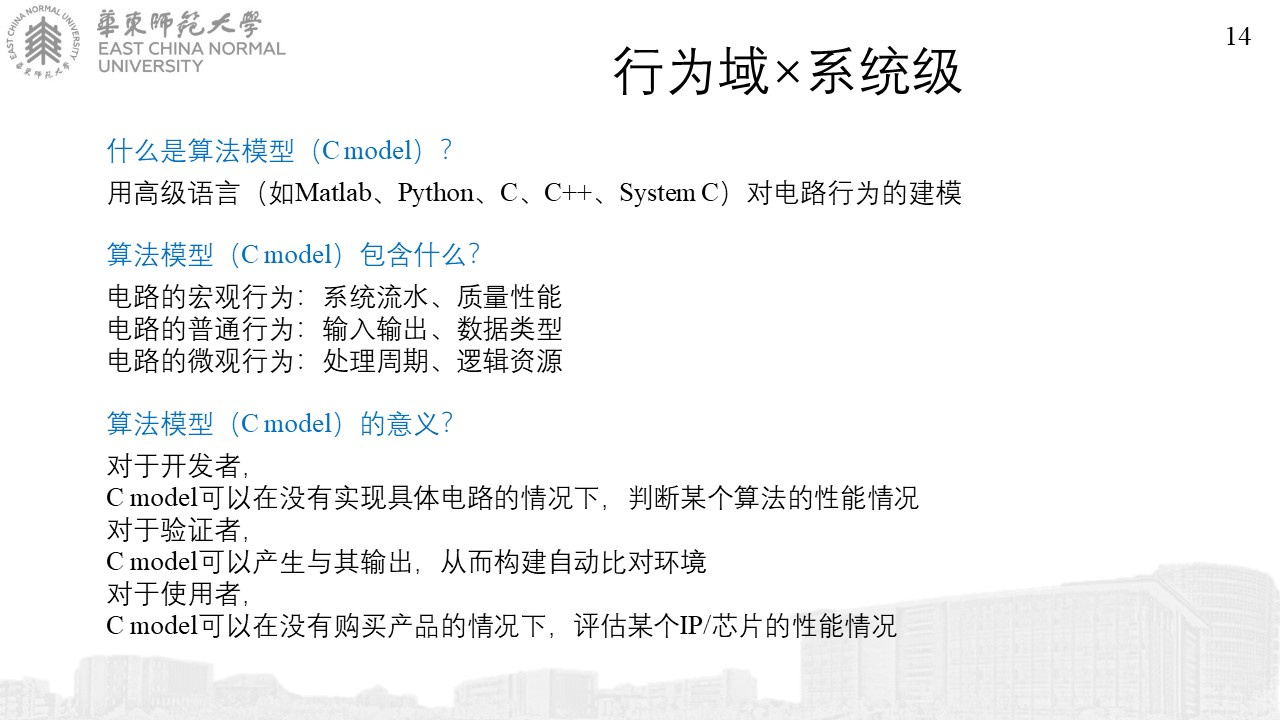 EAST CHINA NORMAL UNIVERSITY
華東师范大學
華東师范大學
EAST CHINA NORMAL
UNIVERSITY
14
行为域×系统级
什么是算法模型（C model）？
用高级语言（如Matlab、Python、C、C++、System C）对电路行为的建模
算法模型（C model）包含什么？
电路的宏观行为：系统流水、质量性能
电路的普通行为：输入输出、数据类型
电路的微观行为：处理周期、逻辑资源
算法模型（C model）的意义？
对于开发者，
C model可以在没有实现具体电路的情况下，判断某个算法的性能情况
对于验证者，
C model可以产生与其输出，从而构建自动比对环境
对于使用者，
C model可以在没有购买产品的情况下，评估某个IP/芯片的性能情况